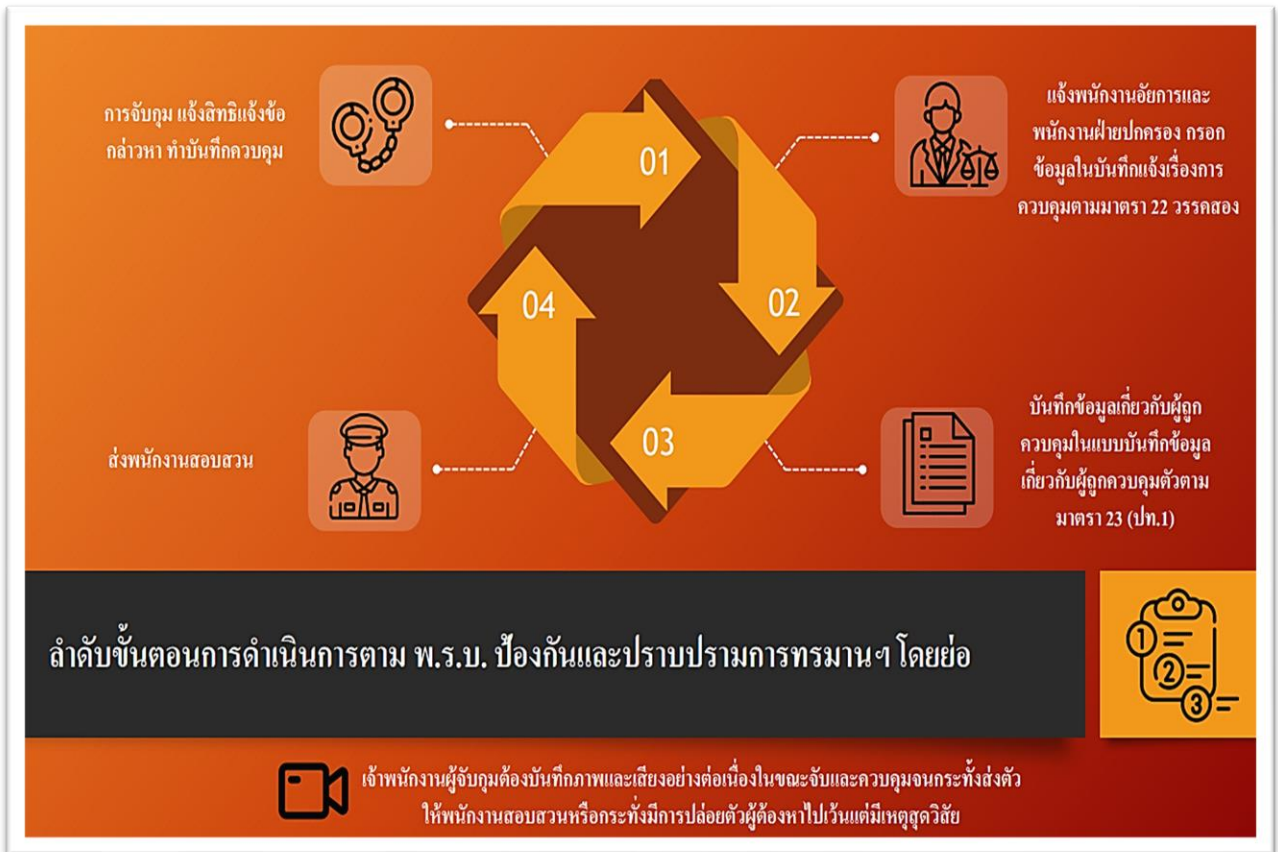 การจับกุม แจ้งสิทธิแจ้งข้อ
กล่าวหา ทำบันทึกควบคุม
01
แจ้งพนักงานอัยการและ
พนักงานฝ่ายปกครอง กรอก
ข้อมูลในบันทึกแจ้งเรื่องการ
ควบคุมตามมาตรา 22 วรรคสอง
02
บันทึกข้อมูลเกี่ยวกับผู้ถูก
ควบคุมในแบบบันทึกข้อมูล
เกี่ยวกับผู้ถูกควบคุมตัวตาม
มาตรา 23 (ปท.1)
03
ส่งพนักงานสอบสวน
04
ลำดับขั้นตอนการดำเนินการตาม พ.ร.บ. ป้องกันและปราบปรามการทรมานฯ โดยย่อ
1
2
3
เจ้าพนักงานผู้จับกุมต้องบันทึกภาพและเสียงอย่างต่อเนื่องในขณะจับและควบคุมจนกระทั้งส่งตัว
ให้พนักงานสอบสวนหรือกระทั่งมีการปล่อยตัวผู้ต้องหาไปเว้นแต่มีเหตุสุดวิสัย